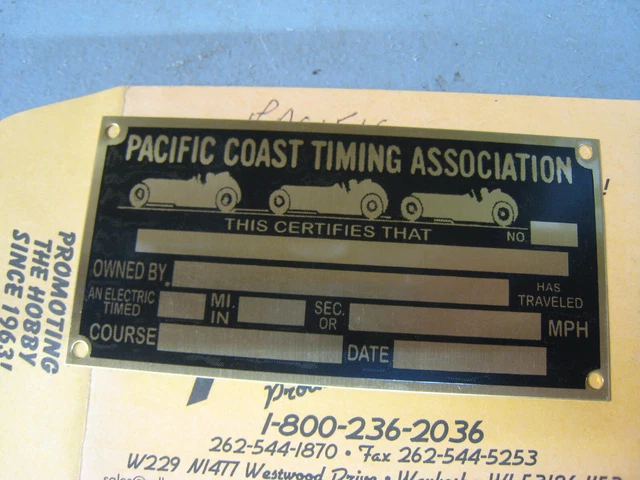 PACIFIC COAST TIMING ASSOCIATION
THIS CERTIFIES THAT NO
OWNED BY HAS TRAVELED
AN ELECTRIC TIMED MI. IN SEC. OR MPH
COURSE DATE
PROMOTING
THE HOBBY
SINCE 1963!
1-800-236-2036
262-544-1870 • Fax 262-544-5253
W229 N1477 Westwood Drive •